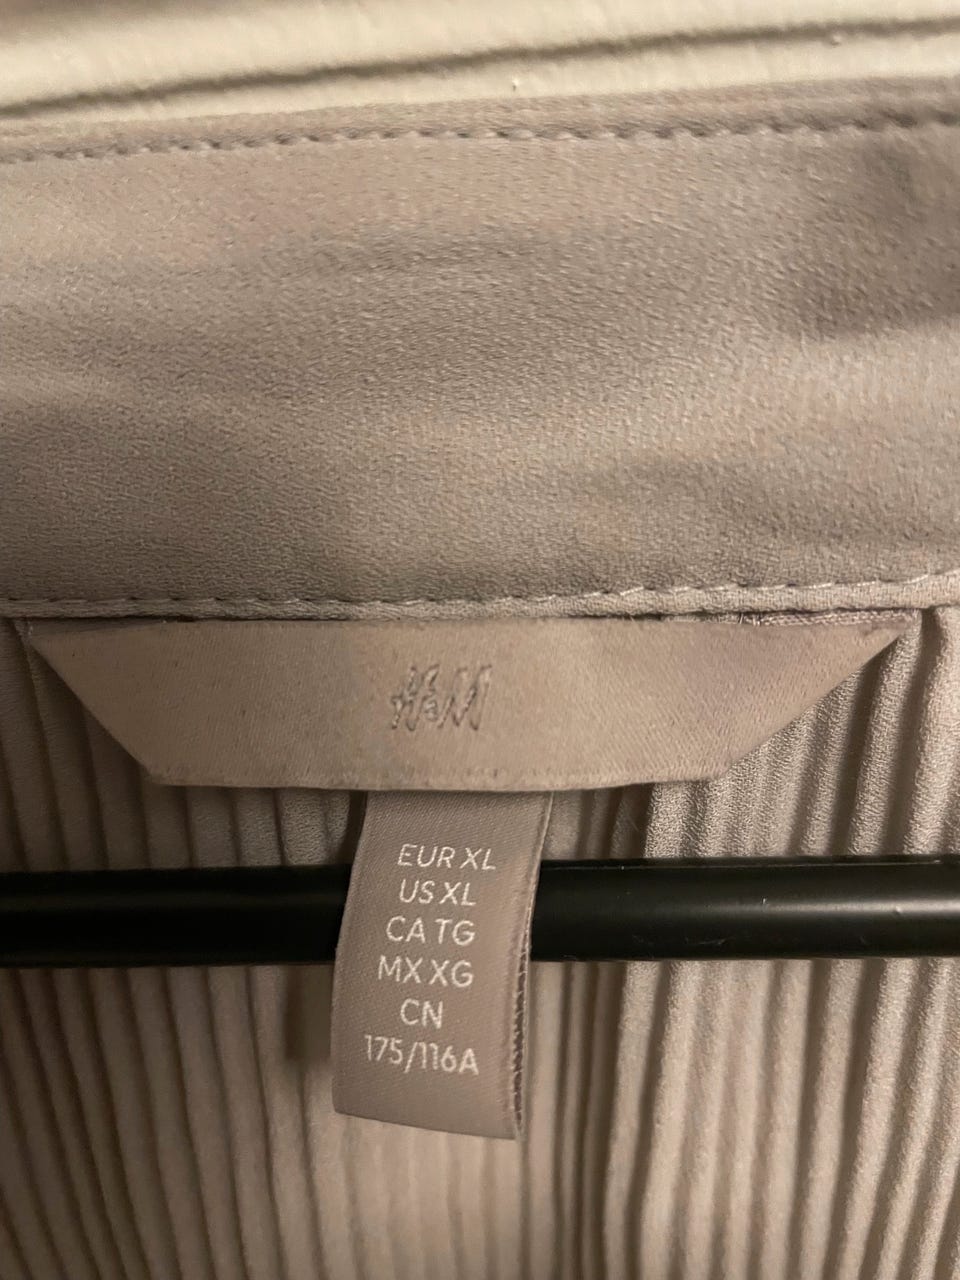 H&M
EUR XL
US XL
CA TG
MX XG
CN
175/116A